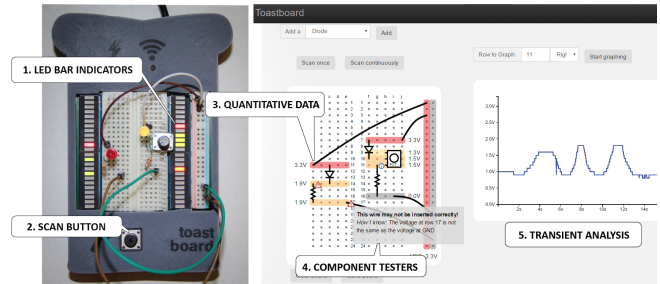 Toastboard
Add a Diode Add
Scan once Scan continuously
Row to Graph: 11 Rigl Start graphing
1. LED BAR INDICATORS
3. QUANTITATIVE DATA
2. SCAN BUTTON
toast
board
3.3V
1.9V
1.9V
3.3V
1.3V
1.5V
1.5V
0.0V
This wire may not be inserted correctly!
How I know: The voltage at row 17 is not
the same as the voltage at GND
4. COMPONENT TESTERS
3.3V
3.0V
2.5V
2.0V
1.5V
1.0V
0.5V
2s 4s 6s 8s 10s 12s 14s
5. TRANSIENT ANALYSIS